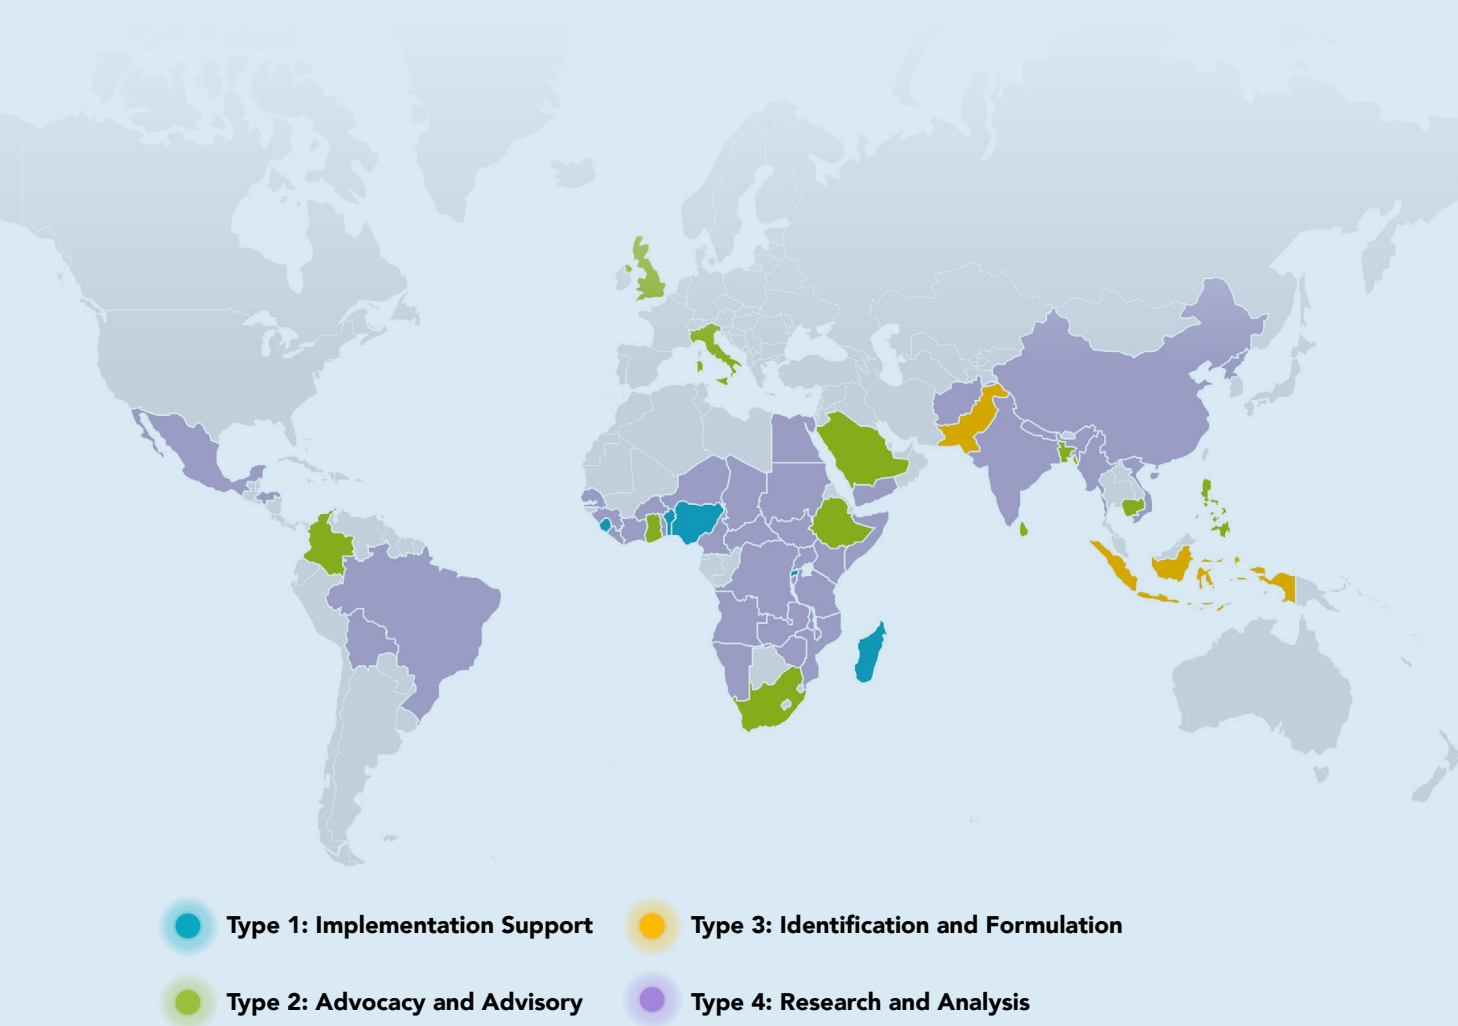 Type 1: Implementation Support
Type 3: Identification and Formulation
Type 2: Advocacy and Advisory
Type 4: Research and Analysis